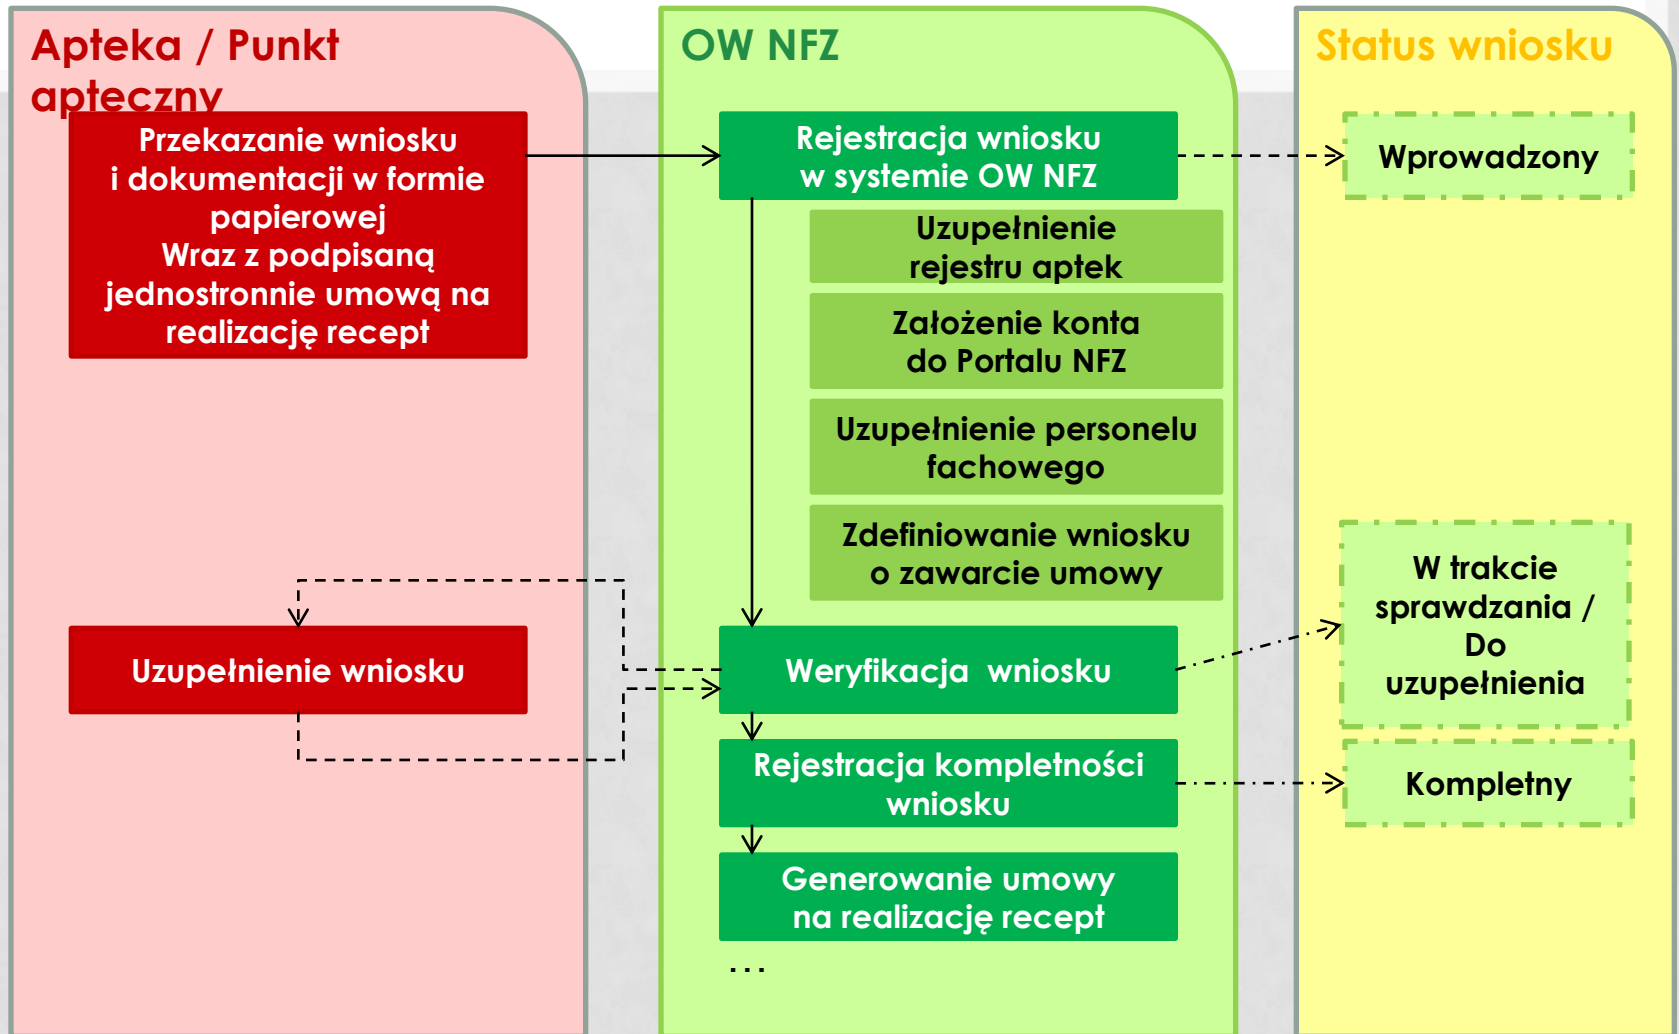 Apteka / Punkt
apteczny
Przekazanie wniosku
i dokumentacji w formie
papierowej
Wraz z podpisaną
jednostronnie umową na
realizację recept
Uzupełnienie wniosku
OW NFZ
Rejestracja wniosku
w systemie OW NFZ
Uzupełnienie
rejestru aptek
Założenie konta
do Portalu NFZ
Uzupełnienie personelu
fachowego
Zdefiniowanie wniosku
o zawarcie umowy
Weryfikacja wniosku
Rejestracja kompletności
wniosku
Generowanie umowy
na realizację recept
...
Status wniosku
Wprowadzony
W trakcie
sprawdzania /
Do
uzupełnienia
Kompletny